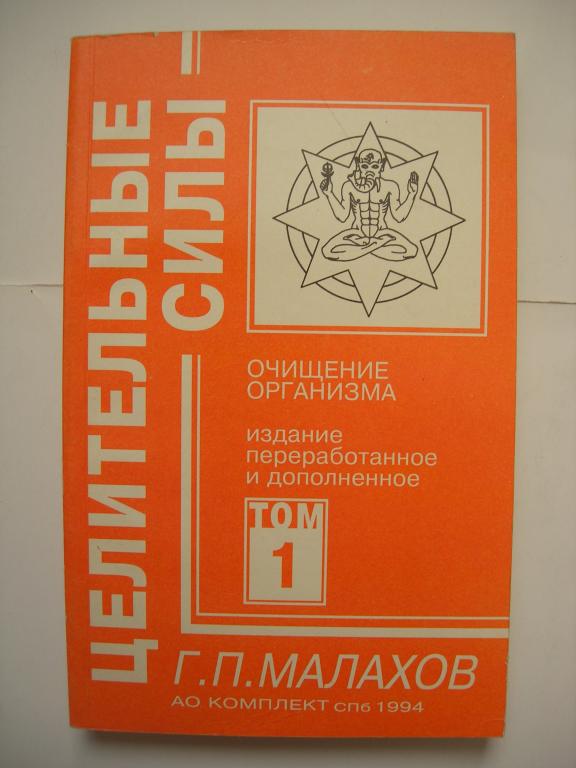 ЦЕЛИТЕЛЬНЫЕ
СИЛЫ
ОЧИЩЕНИЕ
ОРГАНИЗМА
издание
переработанное
и дополненное
ТОМ
1
Г.П.МАЛАХОВ
АО КОМПЛЕКТ СПб 1994